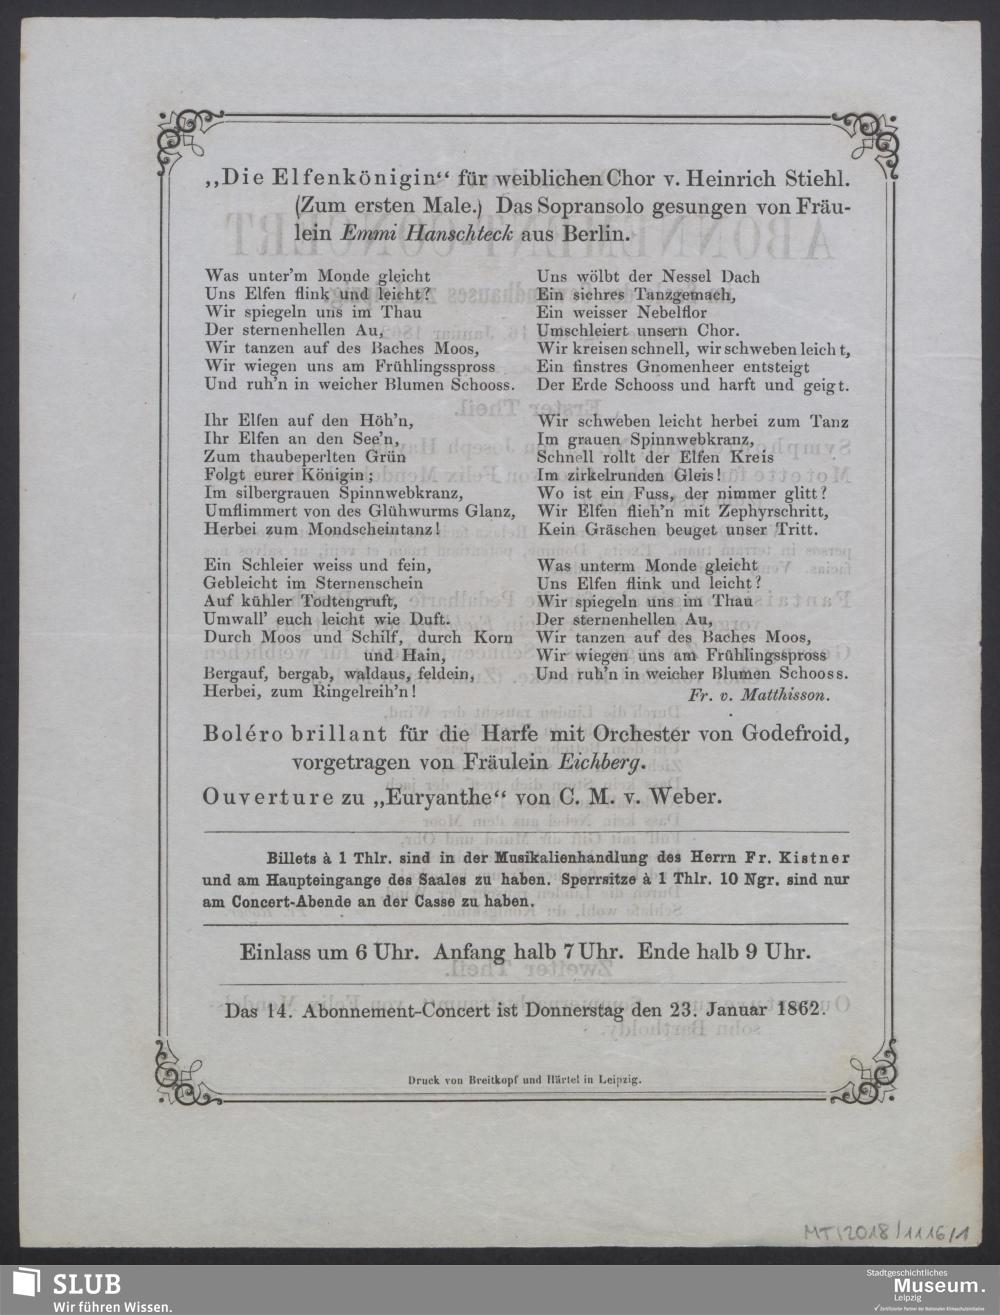 „Die Elfenkönigin“ für weiblichen Chor v. Heinrich Stiehl.
(Zum ersten Male.) Das Sopransolo gesungen von Fräu-
lein Emmi Hanschteck aus Berlin.
Was unter'm Monde gleicht
Uns Elfen flink und leicht?
Wir spiegeln uns im Thau
Der sternenhellen Au,
Wir tanzen auf des Baches Moos,
Wir wiegen uns am Frühlingsspross
Und ruh'n in weicher Blumen Schooss.
Ihr Elfen auf den Höh'n,
Ihr Elfen an den See'n,
Zum thaubeperlten Grün
Folgt eurer Königin;
Im silbergrauen Spinnwebkranz,
Umflimmert von des Glühwurms Glanz,
Herbei zum Mondscheintanz!
Ein Schleier weiss und fein,
Gebleicht im Sternenschein
Auf kühler Todtengruft,
Umwall' euch leicht wie Duft.
Durch Moos und Schilf, durch Korn
und Hain,
Bergauf, bergab, waldaus, feldein,
Herbei, zum Ringelreih'n!
Uns wölbt der Nessel Dach
Ein sichres Tanzgemach,
Ein weisser Nebelflor
Umschleiert unsern Chor.
Wir kreisen schnell, wir schweben leicht,
Ein finstres Gnomenheer entsteigt
Der Erde Schooss und harft und geigt.
Wir schweben leicht herbei zum Tanz
Im grauen Spinnwebkranz,
Schnell rollt der Elfen Kreis
Im zirkelrunden Gleis!
Wo ist ein Fuss, der nimmer glitt?
Wir Elfen flieh'n mit Zephyrschritt,
Kein Gräschen beuget unser Tritt.
Was unterm Monde gleicht
Uns Elfen flink und leicht?
Wir spiegeln uns im Thau
Der sternenhellen Au,
Wir tanzen auf des Baches Moos,
Wir wiegen uns am Frühlingsspross
Und ruh'n in weicher Blumen Schooss.
Fr. v. Matthisson.
Boléro brillant für die Harfe mit Orchester von Godefroid,
vorgetragen von Fräulein Eichberg.
Ouverture zu „Euryanthe“ von C. M. v. Weber.
Billets à 1 Thlr. sind in der Musikalienhandlung des Herrn Fr. Kistner
und am Haupteingange des Saales zu haben. Sperrsitze à 1 Thlr. 10 Ngr. sind nur
am Concert-Abende an der Casse zu haben.
Einlass um 6 Uhr. Anfang halb 7 Uhr. Ende halb 9 Uhr.
Das 14. Abonnement-Concert ist Donnerstag den 23. Januar 1862.
Druck von Breitkopf und Härtel in Leipzig.
MT/2018/1116/1
SLUB
Wir führen Wissen.
Stadtgeschichtliches
Museum.
Leipzig
Zertifizierter Partner der Nationalen Klimaschutzinitiative